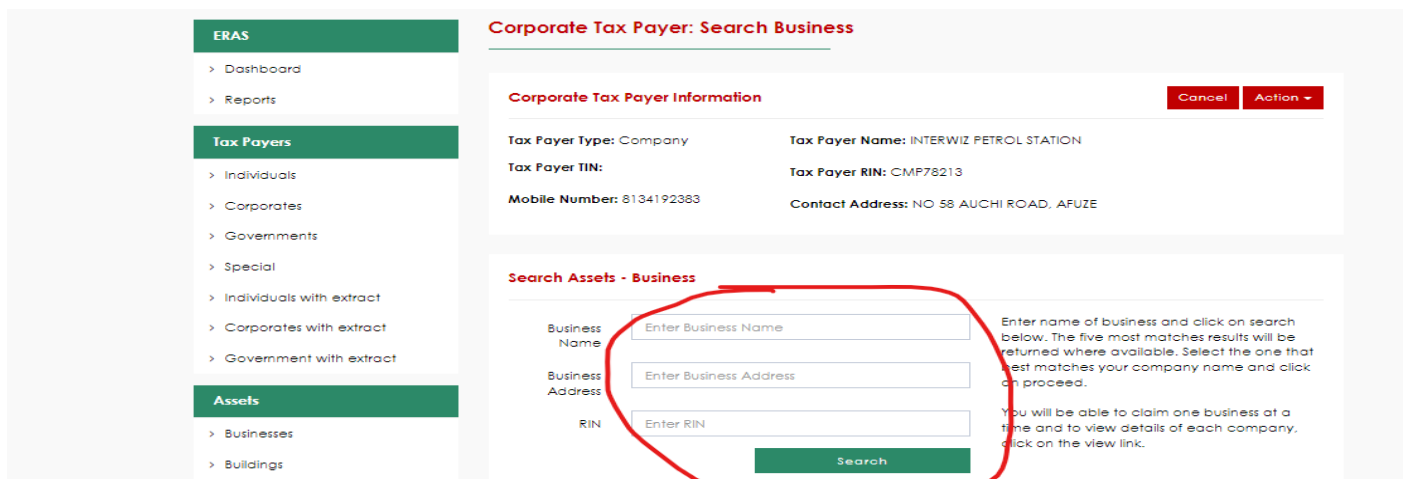 ERAS
> Dashboard
> Reports
Tax Payers
> Individuals
> Corporates
> Governments
> Special
> Individuals with extract
> Corporates with extract
> Government with extract
Assets
> Businesses
> Buildings
Corporate Tax Payer: Search Business
Corporate Tax Payer Information
Cancel Action
Tax Payer Type: Company
Tax Payer Name: INTERWIZ PETROL STATION
Tax Payer TIN:
Tax Payer RIN: CMP78213
Mobile Number: 8134192383
Contact Address: NO 58 AUCHI ROAD, AFUZE
Search Assets - Business
Business
Name
Enter Business Name
Business
Address
Enter Business Address
RIN
Enter RIN
Search
Enter name of business and click on search
below. The five most matches results will be
returned where available. Select the one that
best matches your company name and click
on proceed.
You will be able to claim one business at a
time and to view details of each company,
click on the view link.